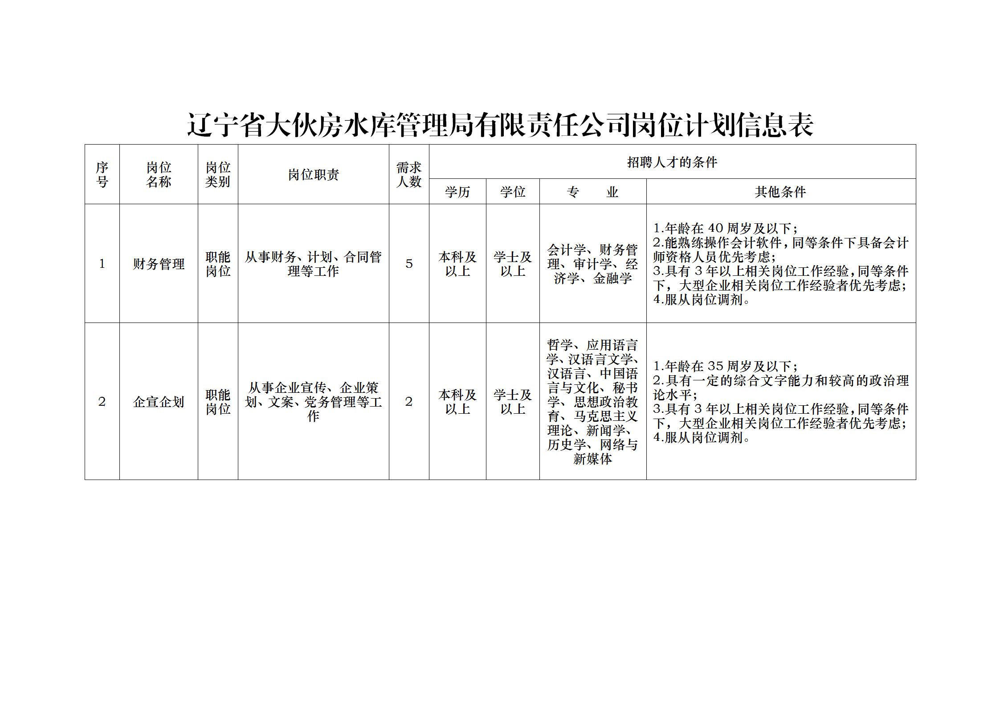 辽宁省大伙房水库管理局有限责任公司岗位计划信息表
序
号
岗位
名称
岗位
类别
岗位职责
需求
人数
招聘人才的条件
学历
学位
专　　业
其他条件
1
财务管理
职能
岗位
从事财务、计划、合同管
理等工作
5
本科及
以上
学士及
以上
会计学、财务管
理、审计学、经
济学、金融学
1.年龄在 40 周岁及以下；
2.能熟练操作会计软件，同等条件下具备会计
师资格人员优先考虑；
3.具有 3 年以上相关岗位工作经验，同等条件
下，大型企业相关岗位工作经验者优先考虑；
4.服从岗位调剂。
2
企宣企划
职能
岗位
从事企业宣传、企业策
划、文案、党务管理等工
作
2
本科及
以上
学士及
以上
哲学、应用语言
学、汉语言文学、
汉语言、中国语
言与文化、秘书
学、思想政治教
育、马克思主义
理论、新闻学、
历史学、网络与
新媒体
1.年龄在 35 周岁及以下；
2.具有一定的综合文字能力和较高的政治理
论水平；
3.具有 3 年以上相关岗位工作经验，同等条件
下，大型企业相关岗位工作经验者优先考虑；
4.服从岗位调剂。